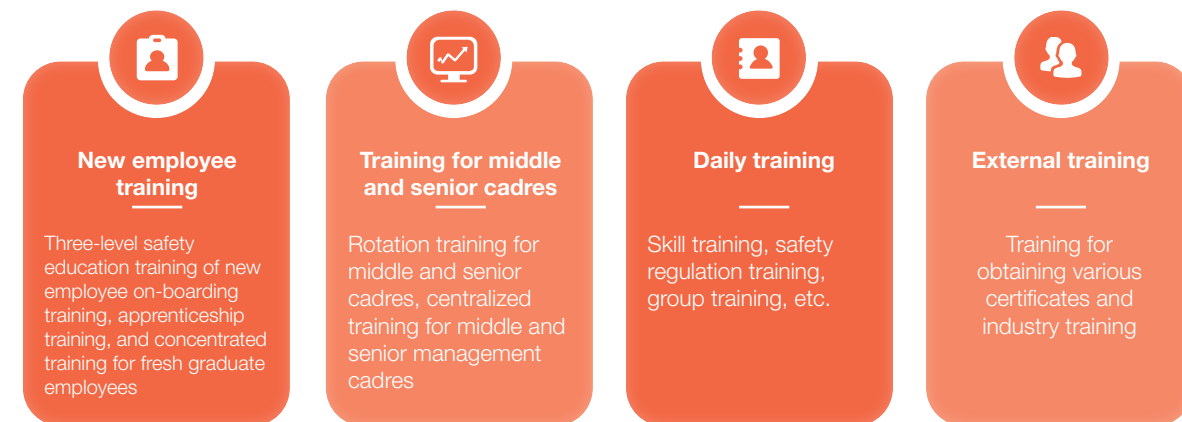 New employee
training
Three-level safety
education training of new
employee on-boarding
training, apprenticeship
training, and concentrated
training for fresh graduate
employees
Training for middle
and senior cadres
Rotation training for
middle and senior
cadres, centralized
training for middle and
senior management
cadres
Daily training
Skill training, safety
regulation training,
group training, etc.
External training
Training for
obtaining various
certificates and
industry training